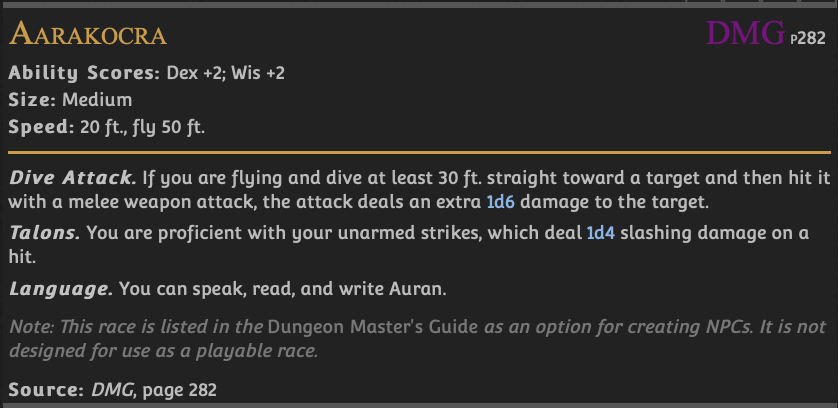 Aarakocra DMG p282
Ability Scores: Dex +2; Wis +2
Size: Medium
Speed: 20 ft., fly 50 ft.
Dive Attack. If you are flying and dive at least 30 ft. straight toward a target and then hit it
with a melee weapon attack, the attack deals an extra 1d6 damage to the target.
Talons. You are proficient with your unarmed strikes, which deal 1d4 slashing damage on a
hit.
Language. You can speak, read, and write Auran.
Note: This race is listed in the Dungeon Master's Guide as an option for creating NPCs. It is not
designed for use as a playable race.
Source: DMG, page 282